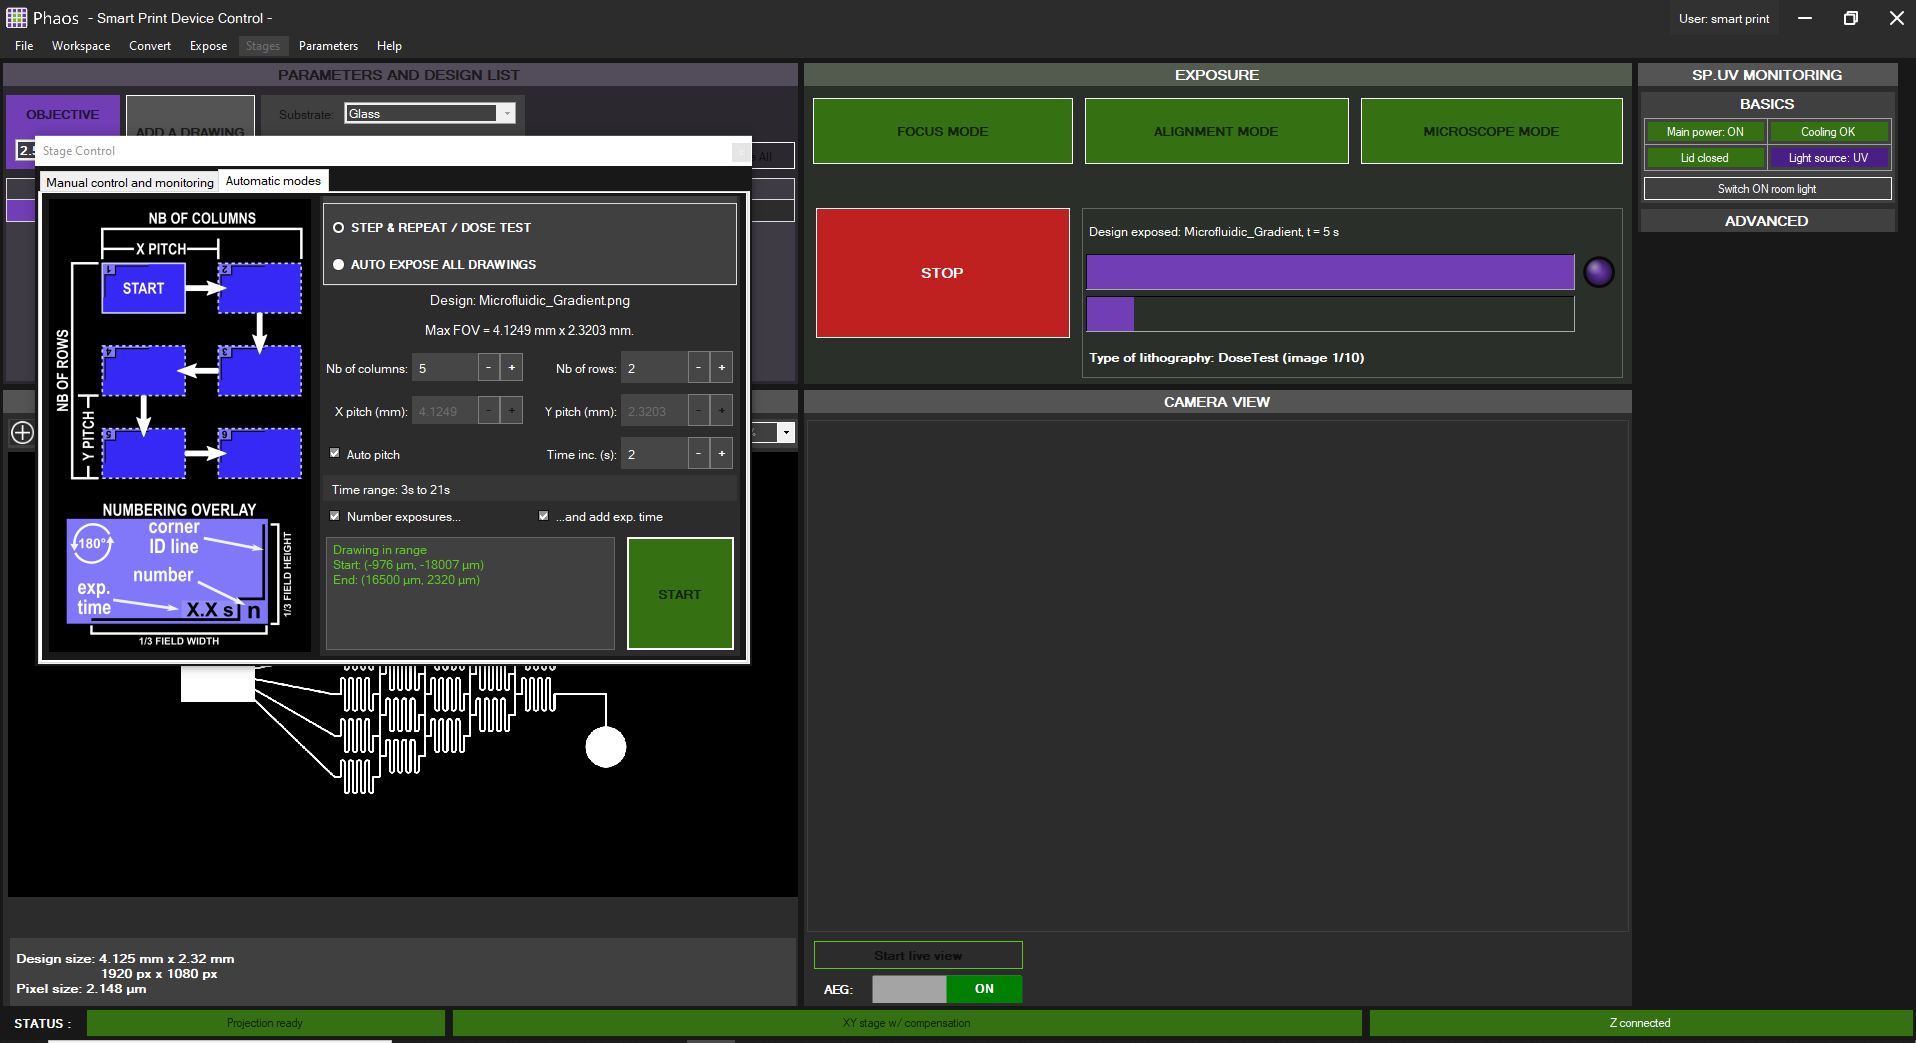 Phaos - Smart Print Device Control -
User: smart print
File Workspace Convert Expose Stages Parameters Help
PARAMETERS AND DESIGN LIST
OBJECTIVE
ADD A DRAWING
Substrate: Glass
2.5
All
Stage Control
Manual control and monitoring
Automatic modes
NB OF COLUMNS
X PITCH
1
START
2
NB OF ROWS
4
3
Y PITCH
5
6
NUMBERING OVERLAY
180°
corner
ID line
number
exp.
time
X.X s n
1/3 FIELD HEIGHT
1/3 FIELD WIDTH
STEP & REPEAT / DOSE TEST
AUTO EXPOSE ALL DRAWINGS
Design: Microfluidic_Gradient.png
Max FOV = 4.1249 mm x 2.3203 mm.
Nb of columns: 5 - + Nb of rows: 2 - +
X pitch (mm): 4.1249 - + Y pitch (mm): 2.3203 - +
Auto pitch Time inc. (s): 2 - +
Time range: 3s to 21s
Number exposures... ...and add exp. time
Drawing in range
Start: (-976 µm, -18007 µm)
End: (16500 µm, 2320 µm)
START
Design size: 4.125 mm x 2.32 mm
1920 px x 1080 px
Pixel size: 2.148 µm
EXPOSURE
FOCUS MODE
ALIGNMENT MODE
MICROSCOPE MODE
STOP
Design exposed: Microfluidic_Gradient, t = 5 s
Type of lithography: DoseTest (image 1/10)
CAMERA VIEW
Start live view
AEG: ON
SP.UV MONITORING
BASICS
Main power: ON Cooling OK
Lid closed Light source: UV
Switch ON room light
ADVANCED
STATUS : Projection ready XY stage w/ compensation Z connected